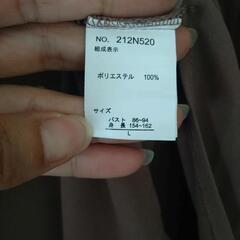 NO. 212N520
組成表示
ポリエステル 100%
サイズ
バスト 86-94
身 長 154-162
L